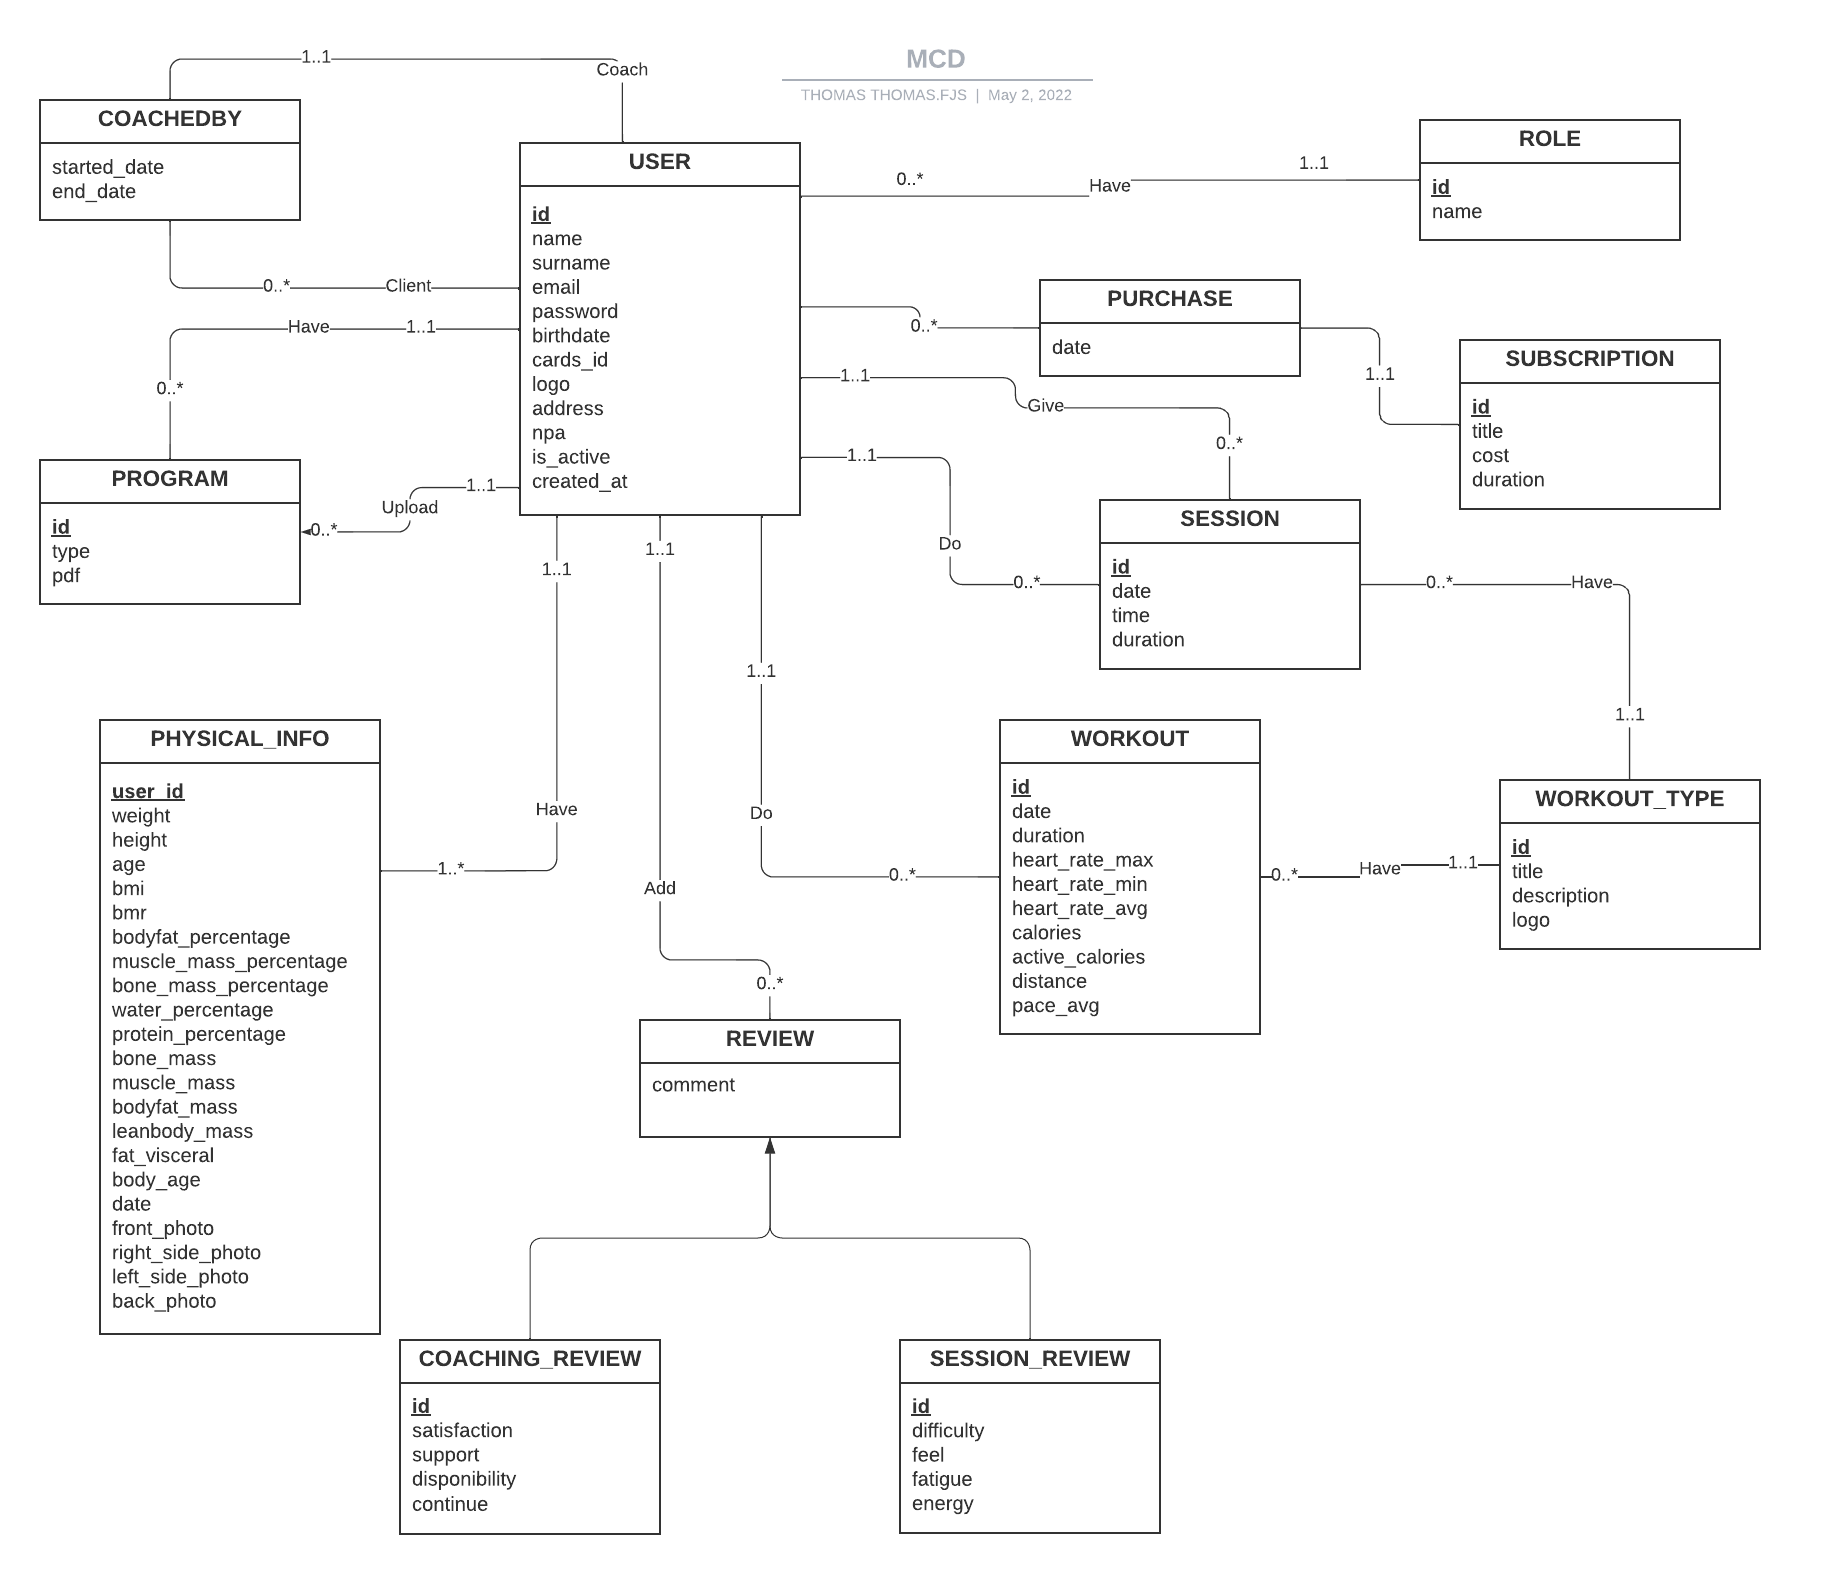 MCD
THOMAS THOMAS.FJS | May 2, 2022
1..1
Coach
COACHEDBY
started_date
end_date
0..*
Client
USER
id
name
surname
email
password
birthdate
cards_id
logo
address
npa
is_active
created_at
0..*
Have
1..1
ROLE
id
name
0..*
PURCHASE
date
1..1
SUBSCRIPTION
id
title
cost
duration
Have
1..1
0..*
PROGRAM
id
type
pdf
1..1
Upload
0..*
1..1
Give
0..*
1..1
Do
0..*
SESSION
id
date
time
duration
0..*
Have
1..1
1..1
Have
1..*
PHYSICAL_INFO
user_id
weight
height
age
bmi
bmr
bodyfat_percentage
muscle_mass_percentage
bone_mass_percentage
water_percentage
protein_percentage
bone_mass
muscle_mass
bodyfat_mass
leanbody_mass
fat_visceral
body_age
date
front_photo
right_side_photo
left_side_photo
back_photo
1..1
Add
0..*
1..1
Do
0..*
WORKOUT
id
date
duration
heart_rate_max
heart_rate_min
heart_rate_avg
calories
active_calories
distance
pace_avg
0..*
Have
1..1
WORKOUT_TYPE
id
title
description
logo
REVIEW
comment
COACHING_REVIEW
id
satisfaction
support
disponibility
continue
SESSION_REVIEW
id
difficulty
feel
fatigue
energy